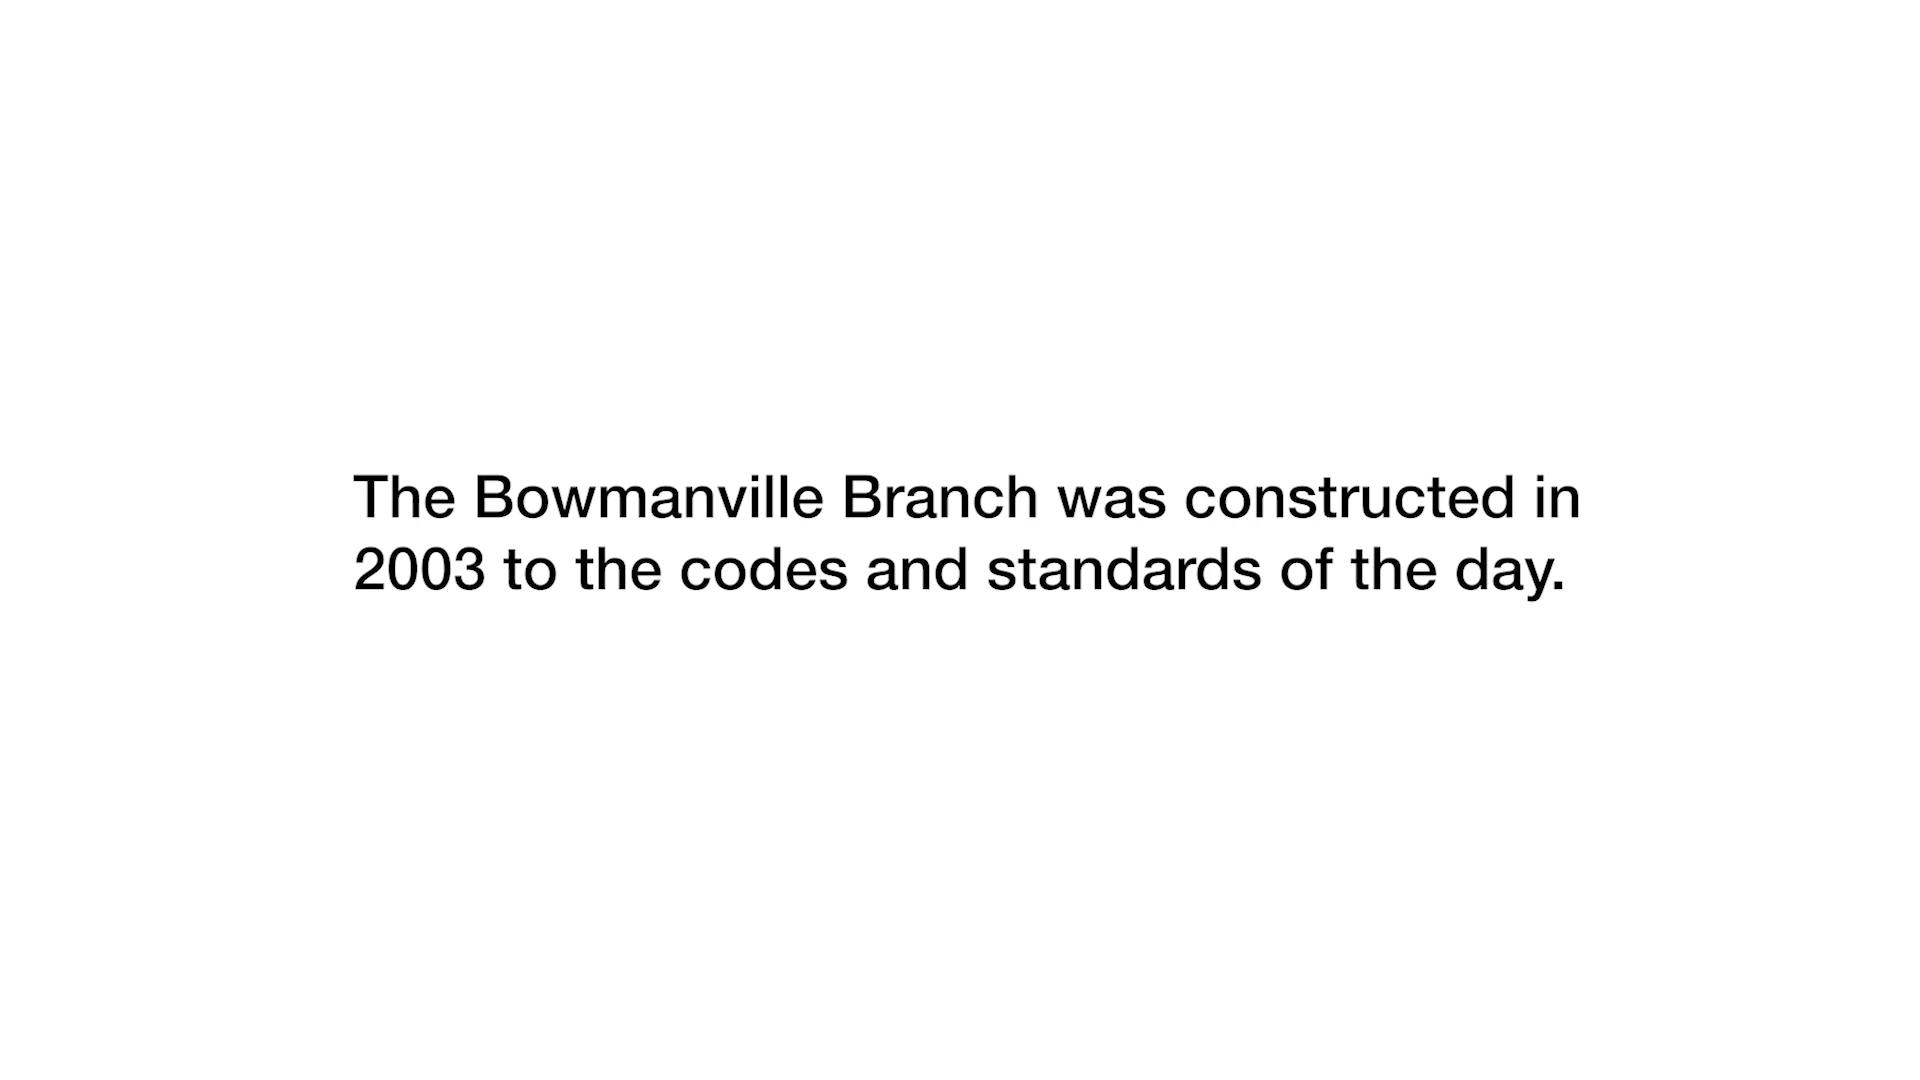 The Bowmanville Branch was constructed in
2003 to the codes and standards of the day.